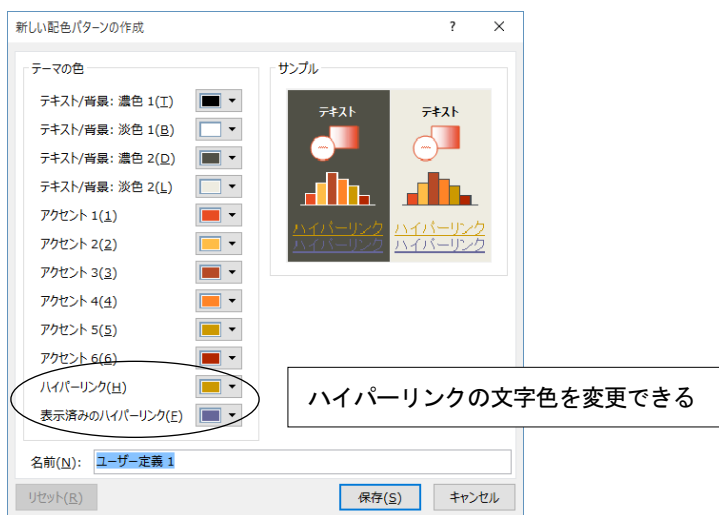 新しい配色パターンの作成
?
×
テーマの色
サンプル
テキスト/背景: 濃色 1(T)
テキスト/背景: 淡色 1(B)
テキスト/背景: 濃色 2(D)
テキスト/背景: 淡色 2(L)
アクセント 1(1)
アクセント 2(2)
アクセント 3(3)
アクセント 4(4)
アクセント 5(5)
アクセント 6(6)
ハイパーリンク(H)
表示済みのハイパーリンク(F)
テキスト
テキスト
ハイパーリンク
ハイパーリンク
ハイパーリンク
ハイパーリンク
ハイパーリンクの文字色を変更できる
名前(N):
ユーザー定義 1
リセット(R)
保存(S)
キャンセル